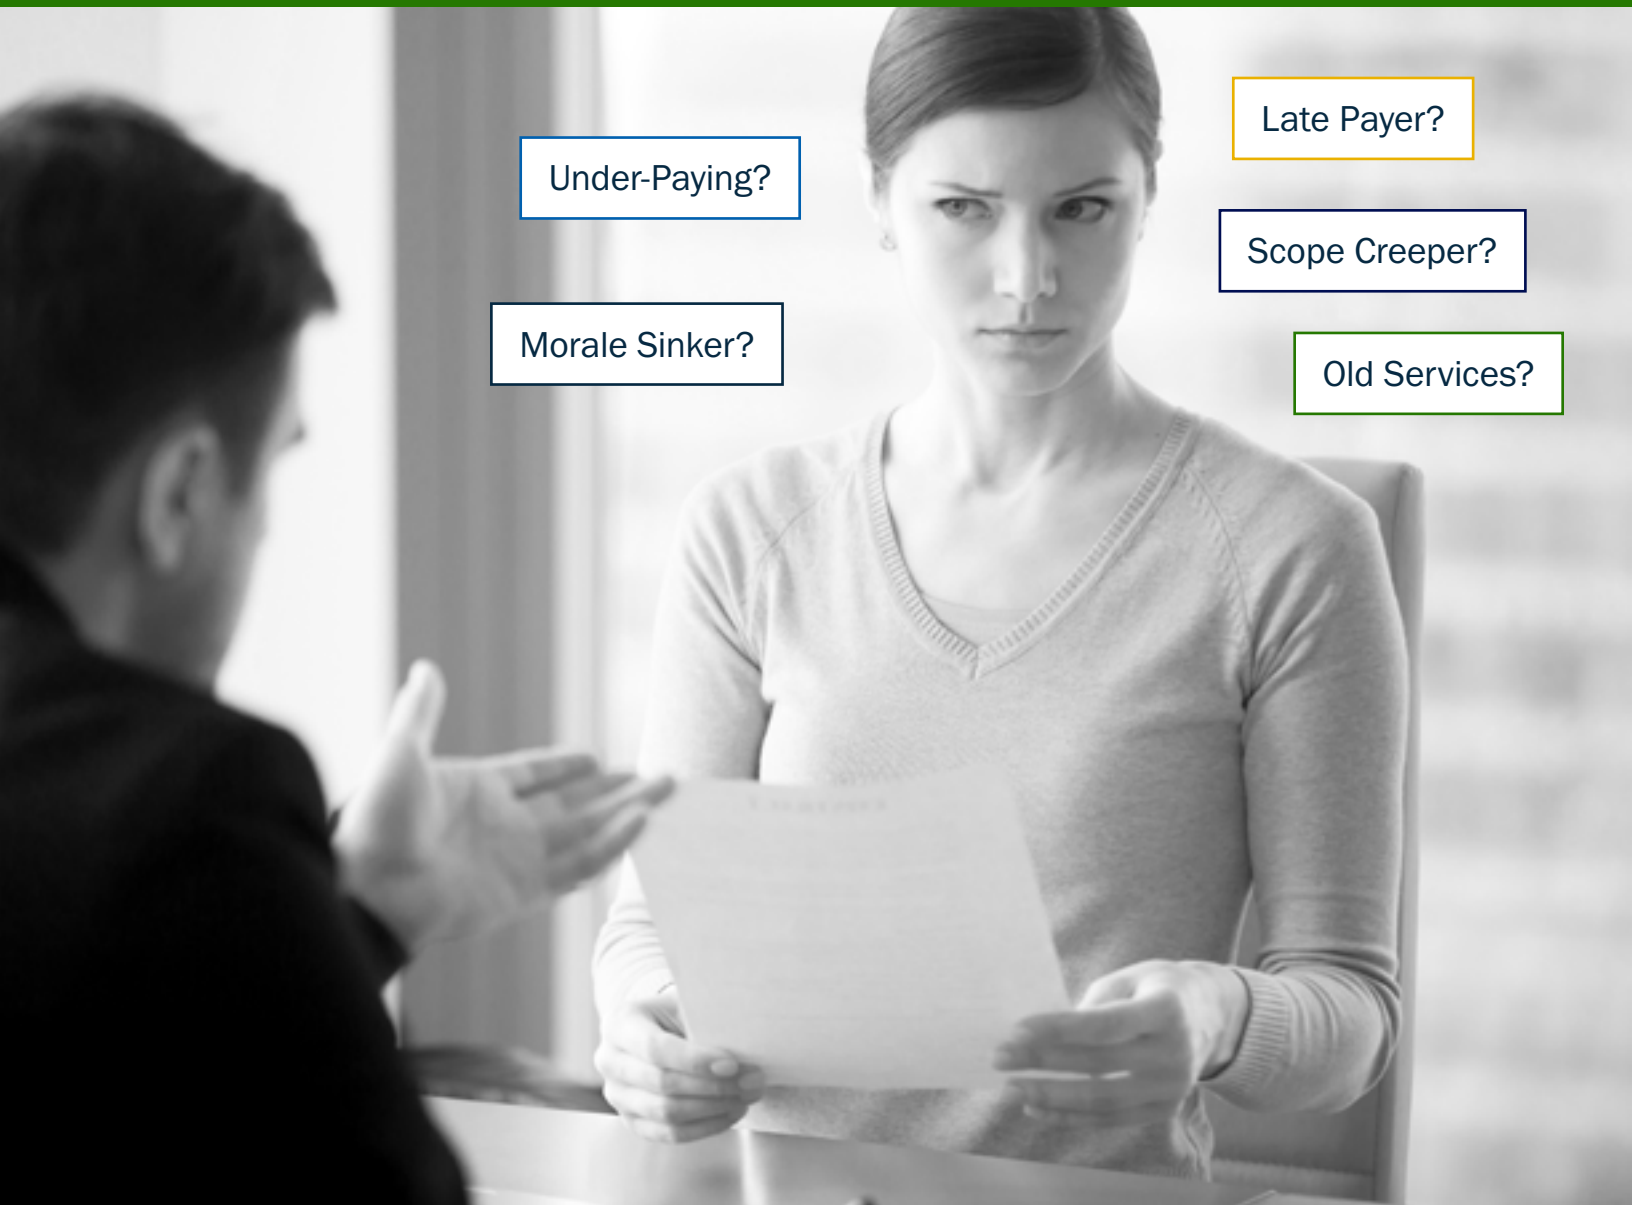 Late Payer?
Under-Paying?
Scope Creeper?
Morale Sinker?
Old Services?